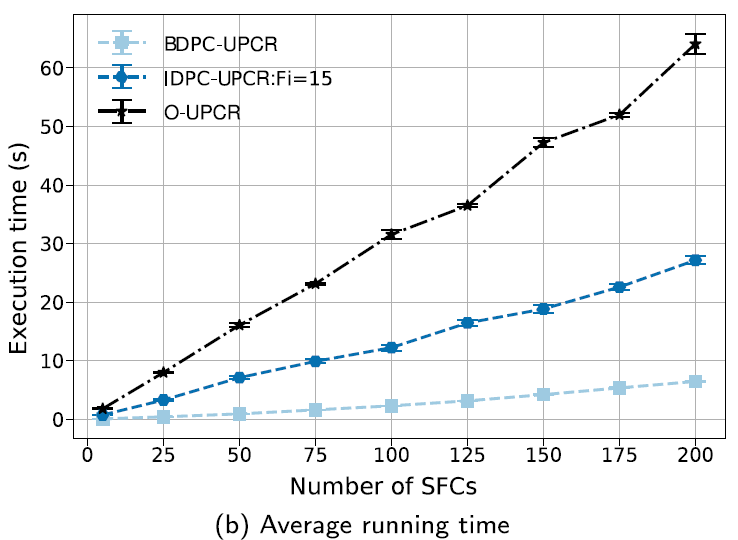 BDPC-UPCR
IDPC-UPCR:Fi=15
O-UPCR
Execution time (s)
60
50
40
30
20
10
0
0 25 50 75 100 125 150 175 200
Number of SFCs
(b) Average running time